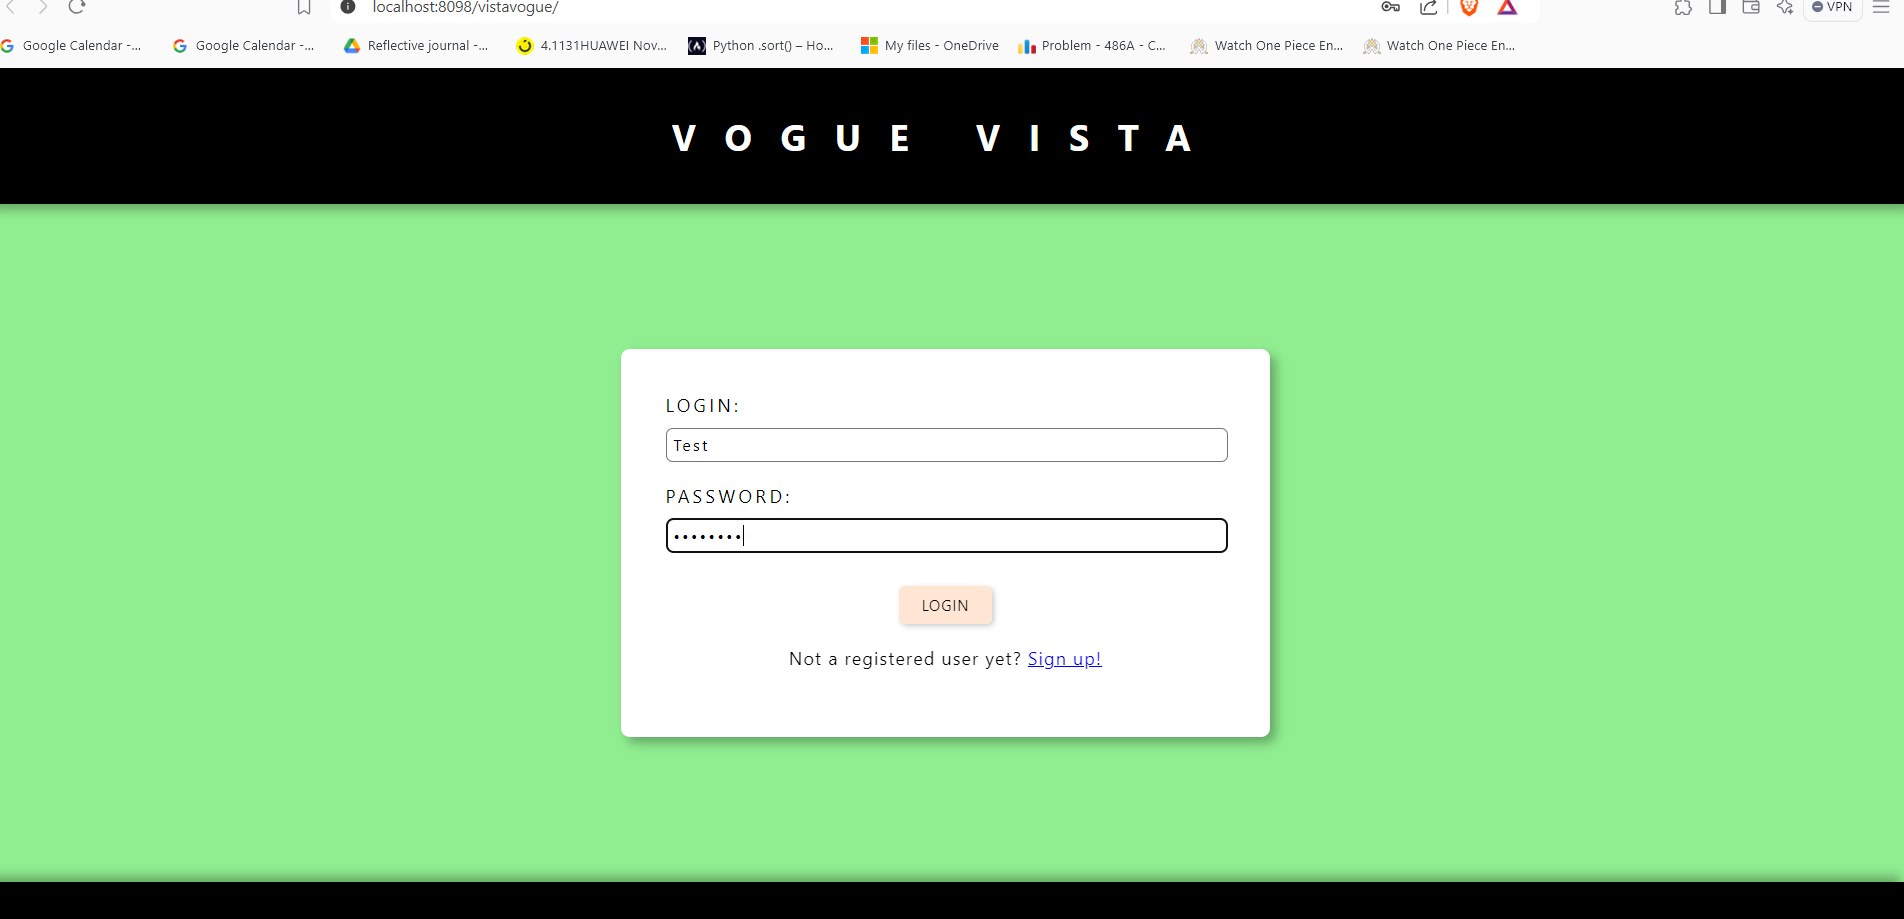 localhost:8098/vistavogue/
VPN
Google Calendar -...
Google Calendar -...
Reflective journal -...
4.1131HUAWEI Nov...
Python .sort() – Ho...
My files - OneDrive
Problem - 486A - C...
Watch One Piece En...
Watch One Piece En...
VOGUE VISTA
LOGIN:
Test
PASSWORD:
••••••••
LOGIN
Not a registered user yet? Sign up!